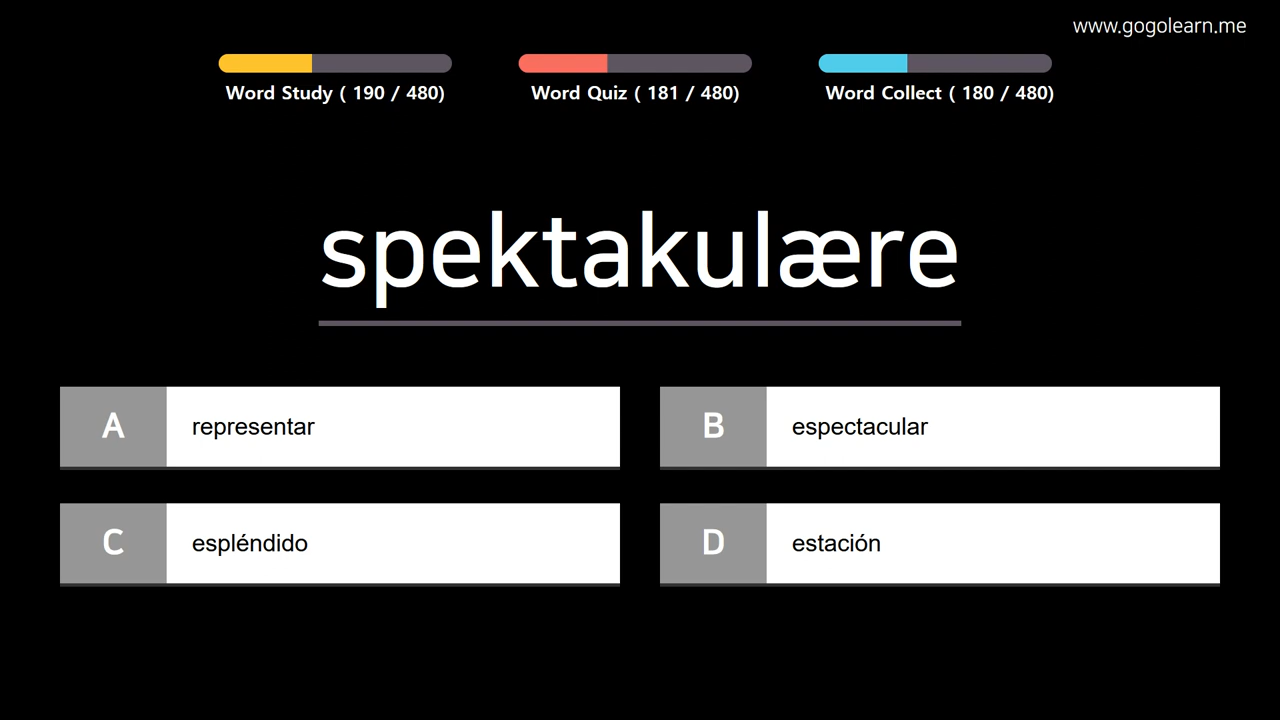 www.gogolearn.me
Word Study ( 190 / 480)
Word Quiz ( 181 / 480)
Word Collect ( 180 / 480)
spektakulære
A representar
B espectacular
C espléndido
D estación